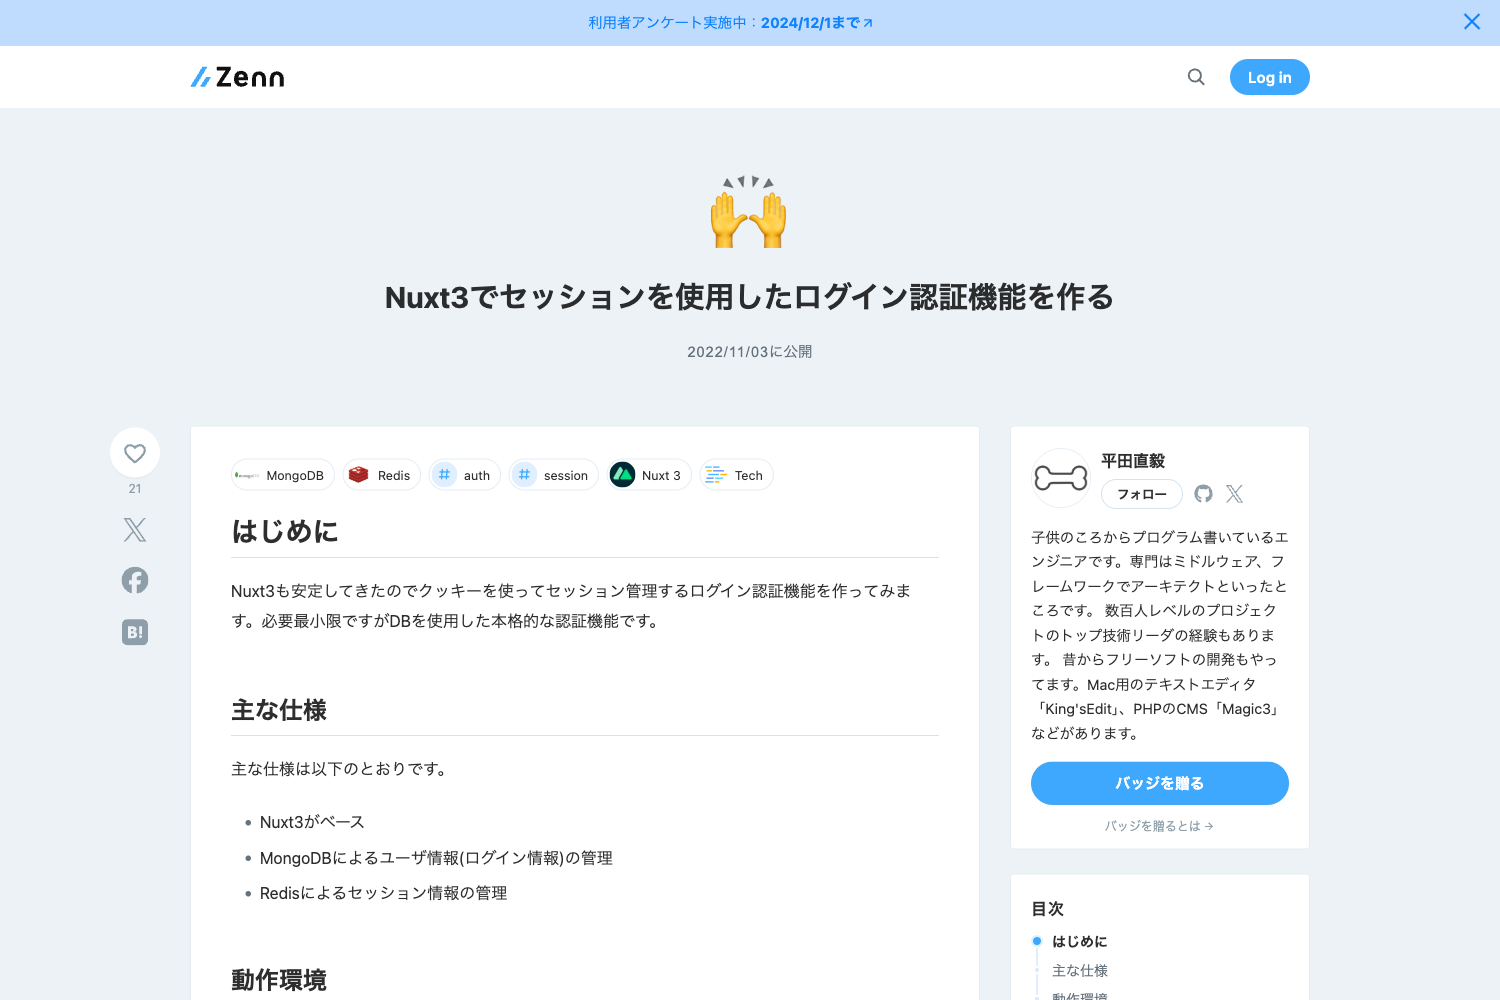 利用者アンケート実施中：2024/12/1まで
Zenn
Log in
Nuxt3でセッションを使用したログイン認証機能を作る
2022/11/03に公開
21
B!
MongoDB
Redis
# auth
# session
Nuxt 3
Tech
はじめに
Nuxt3も安定してきたのでクッキーを使ってセッション管理するログイン認証機能を作ってみま
す。必要最小限ですがDBを使用した本格的な認証機能です。
主な仕様
主な仕様は以下のとおりです。
Nuxt3がベース
MongoDBによるユーザ情報(ログイン情報)の管理
Redisによるセッション情報の管理
動作環境
平田直毅
フォロー
子供のころからプログラム書いているエ
ンジニアです。専門はミドルウェア、フ
レームワークでアーキテクトといったと
ころです。 数百人レベルのプロジェク
トのトップ技術リーダの経験もありま
す。 昔からフリーソフトの開発もやっ
てます。Mac用のテキストエディタ
「King'sEdit」、PHPのCMS「Magic3」
などがあります。
バッジを贈る
バッジを贈るとは →
目次
はじめに
主な仕様
動作環境